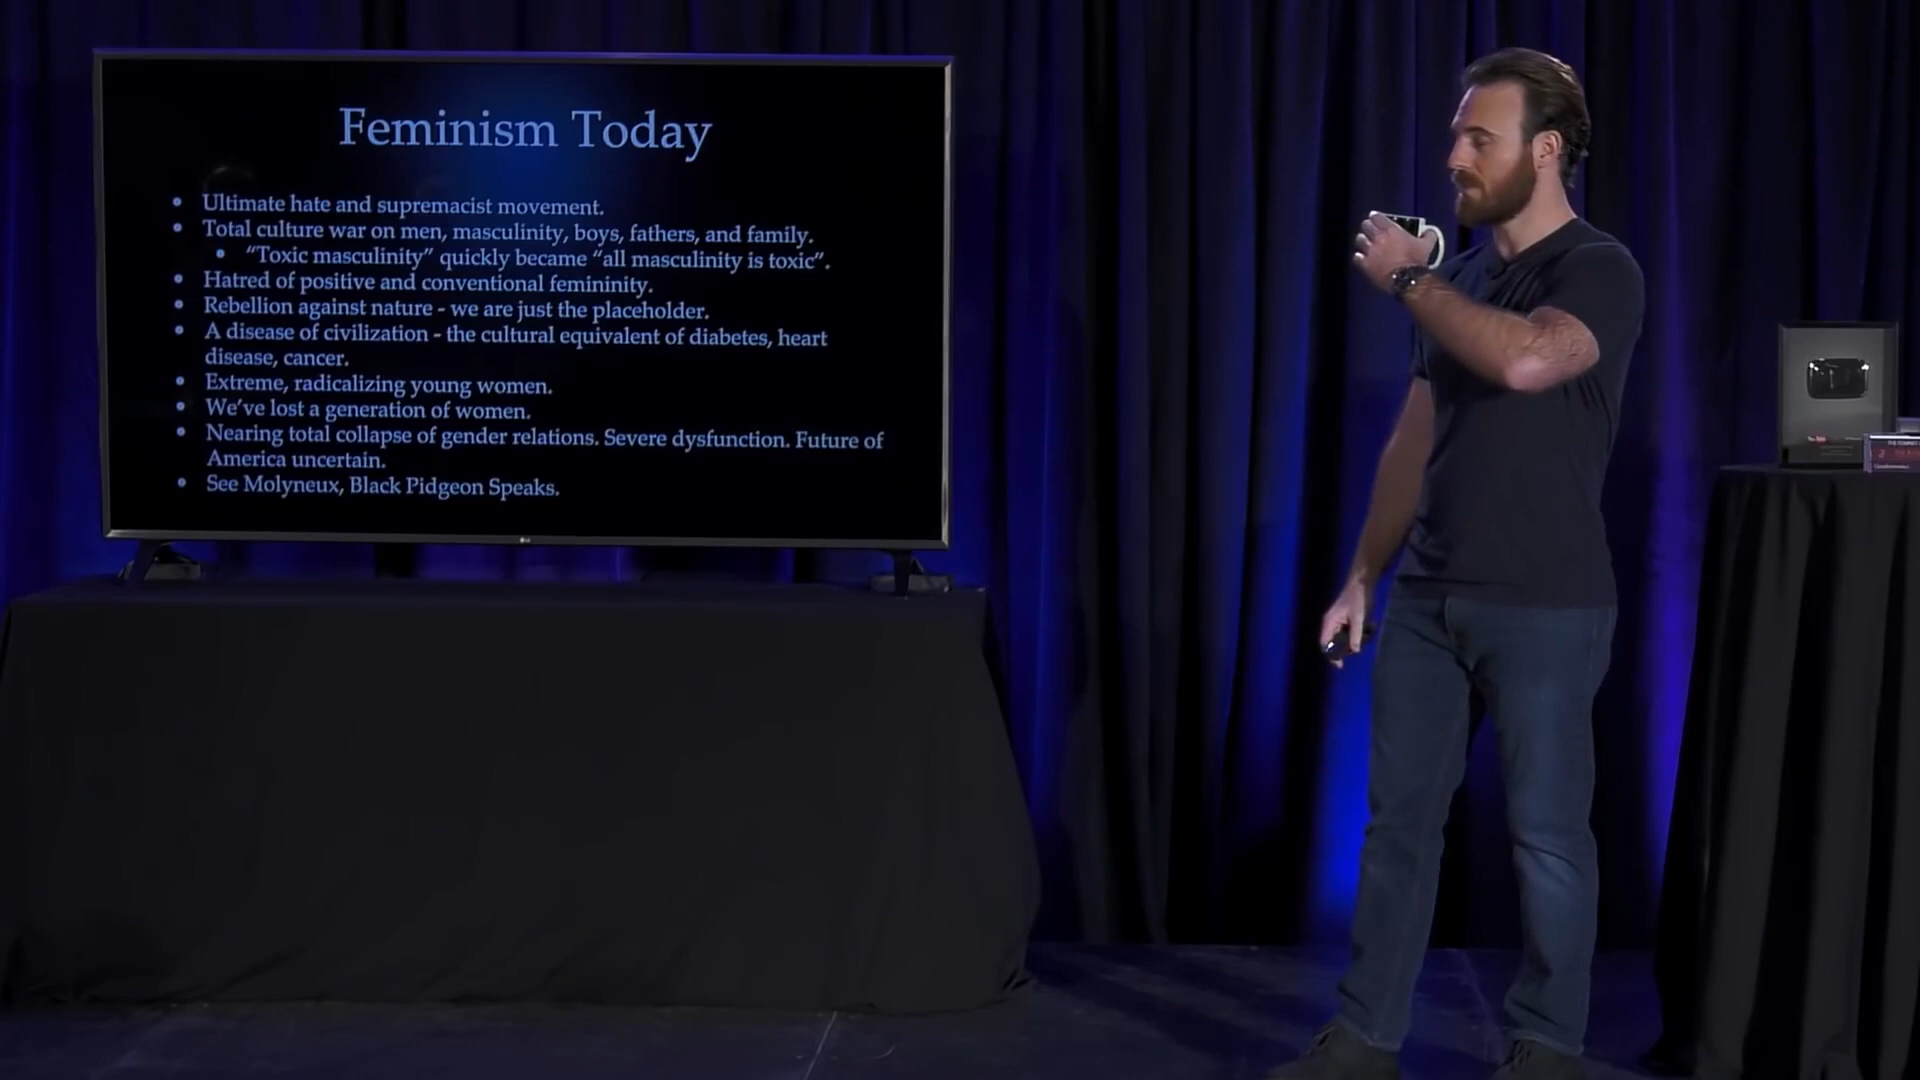 Feminism Today
• Ultimate hate and supremacist movement.
• Total culture war on men, masculinity, boys, fathers, and family.
• “Toxic masculinity” quickly became “all masculinity is toxic”.
• Hatred of positive and conventional femininity.
• Rebellion against nature - we are just the placeholder.
• A disease of civilization - the cultural equivalent of diabetes, heart
disease, cancer.
• Extreme, radicalizing young women.
• We’ve lost a generation of women.
• Nearing total collapse of gender relations. Severe dysfunction. Future of
America uncertain.
• See Molyneux, Black Pidgeon Speaks.
LG